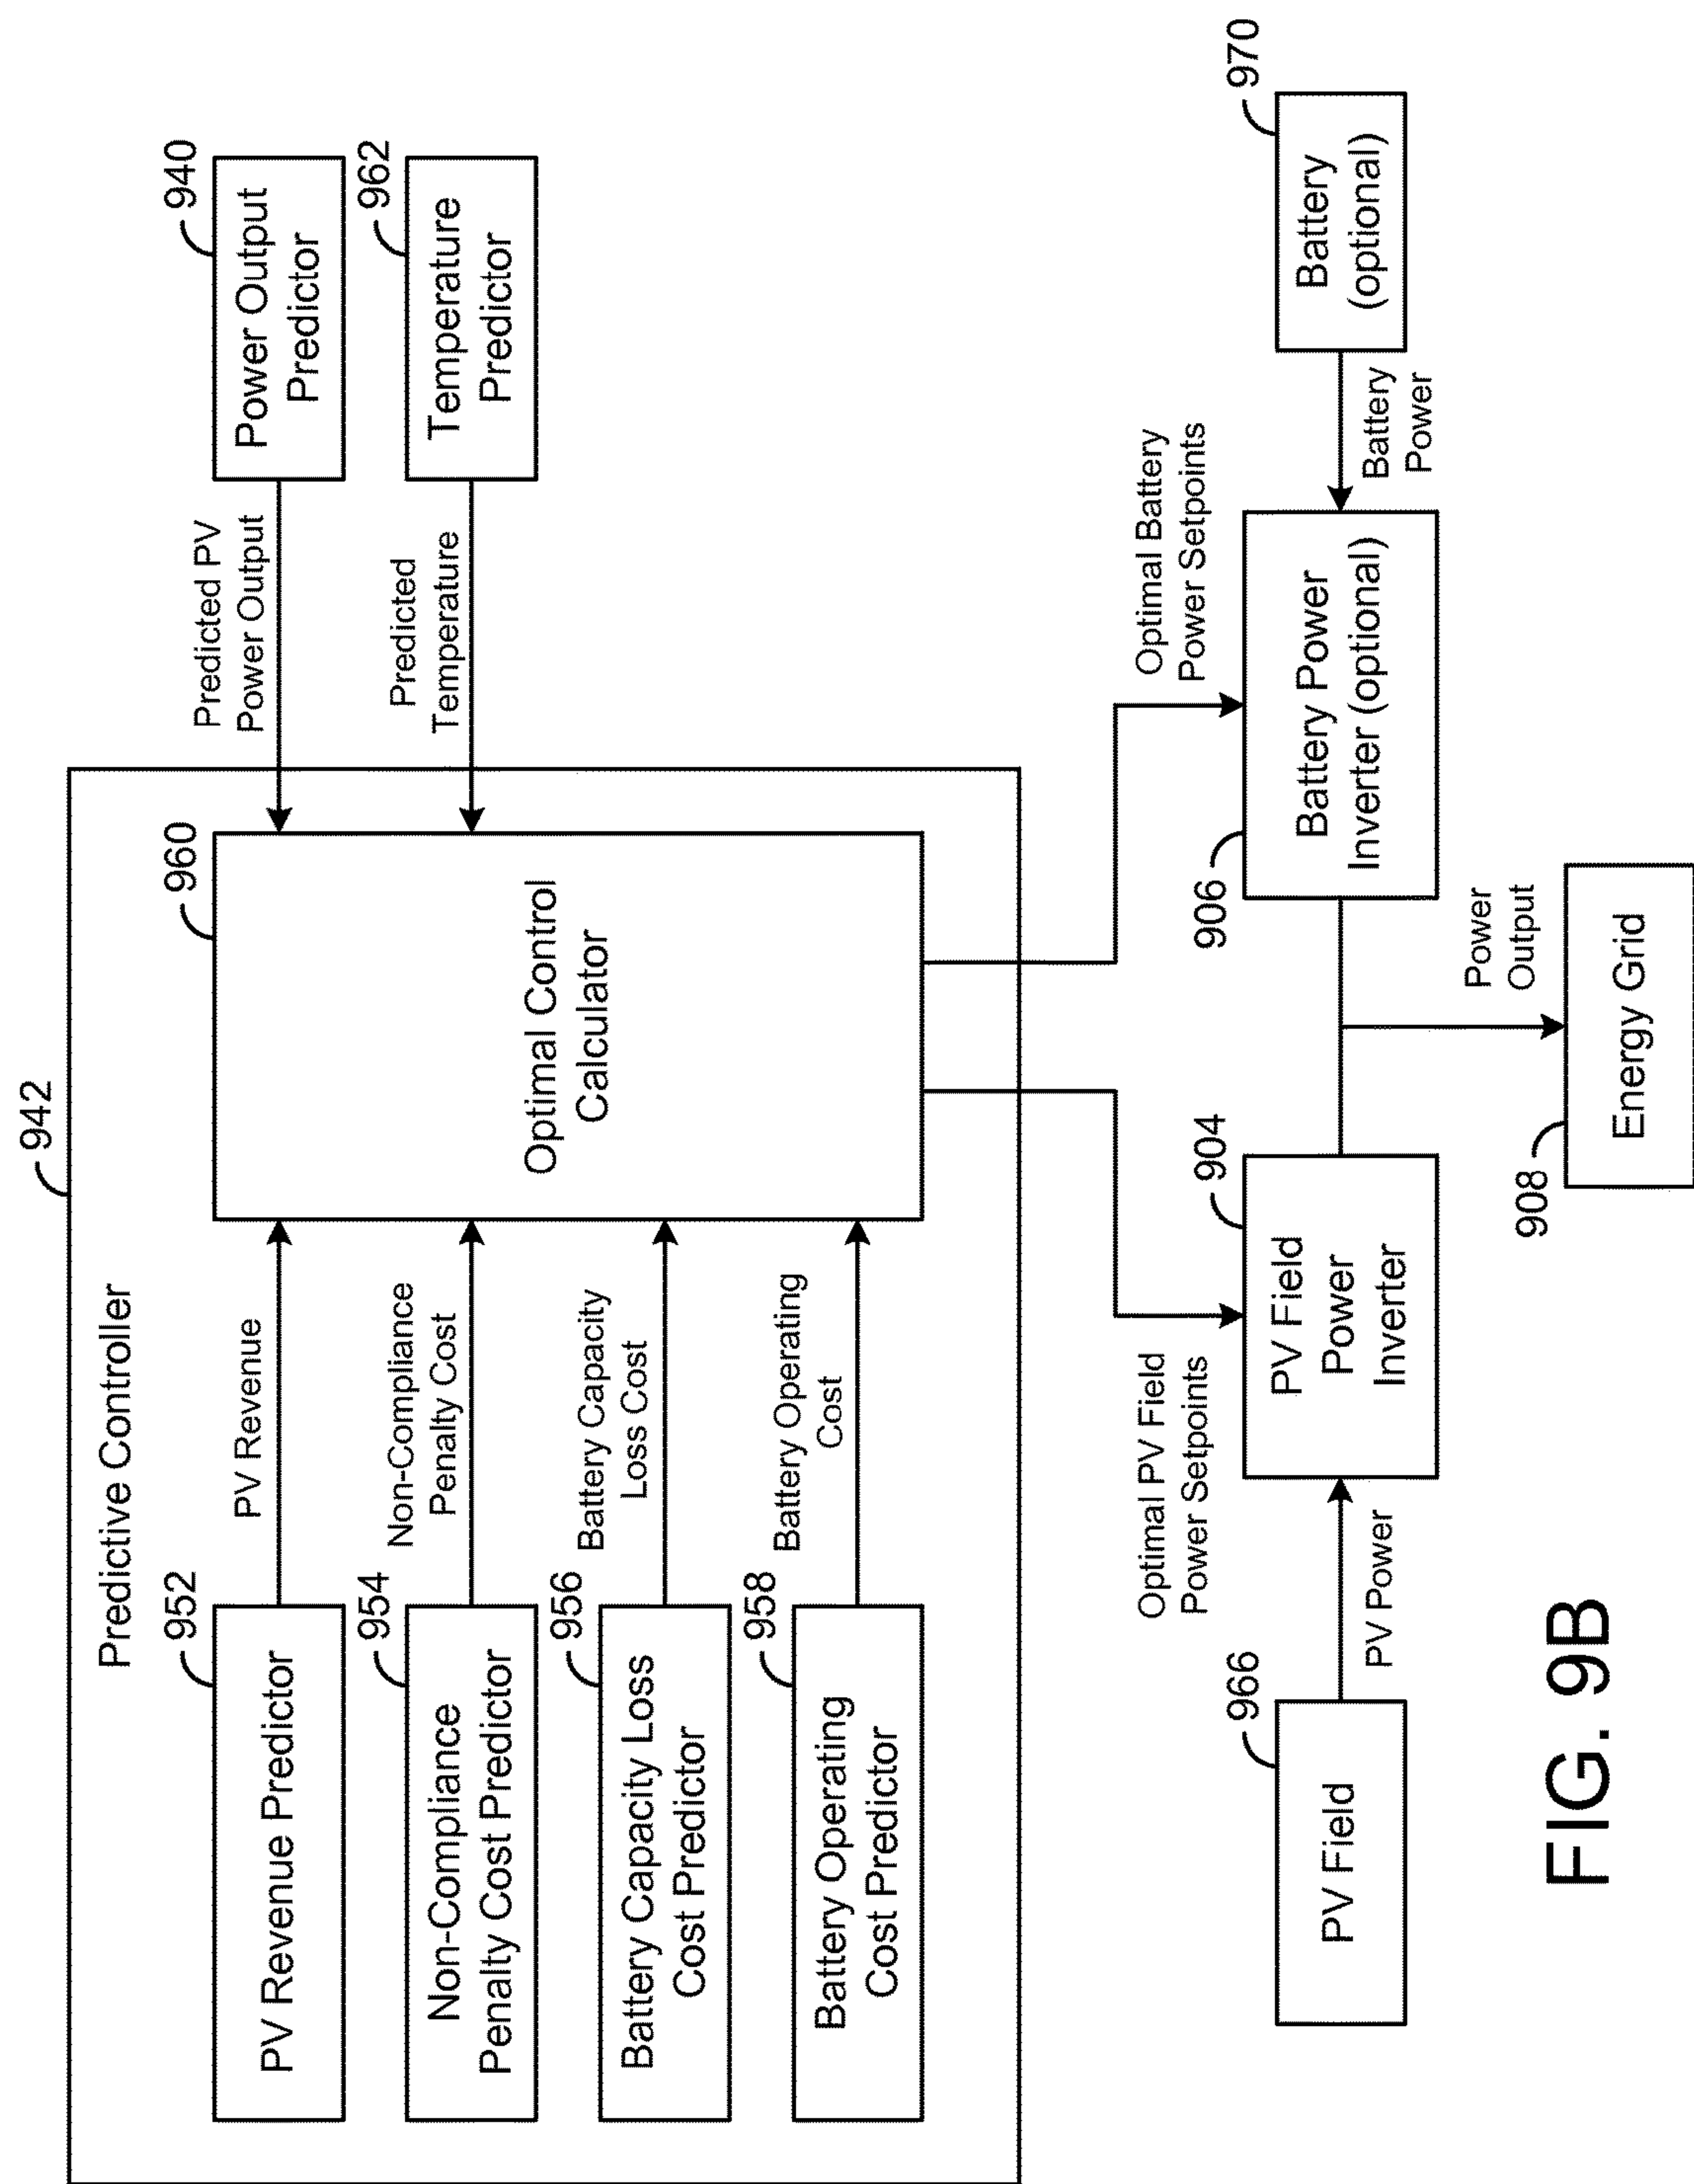 942
Predictive Controller
952
PV Revenue Predictor
PV Revenue
954
Non-Compliance
Penalty Cost Predictor
Non-Compliance
Penalty Cost
956
Battery Capacity Loss
Cost Predictor
Battery Capacity
Loss Cost
958
Battery Operating
Cost Predictor
Battery Operating
Cost
960
Optimal Control
Calculator
Predicted PV
Power Output
940
Power Output
Predictor
Predicted
Temperature
962
Temperature
Predictor
Optimal PV Field
Power Setpoints
Optimal Battery
Power Setpoints
966
PV Field
PV Power
904
PV Field
Power
Inverter
906
Battery Power
Inverter (optional)
Battery
Power
970
Battery
(optional)
Power
Output
908
Energy Grid
FIG. 9B